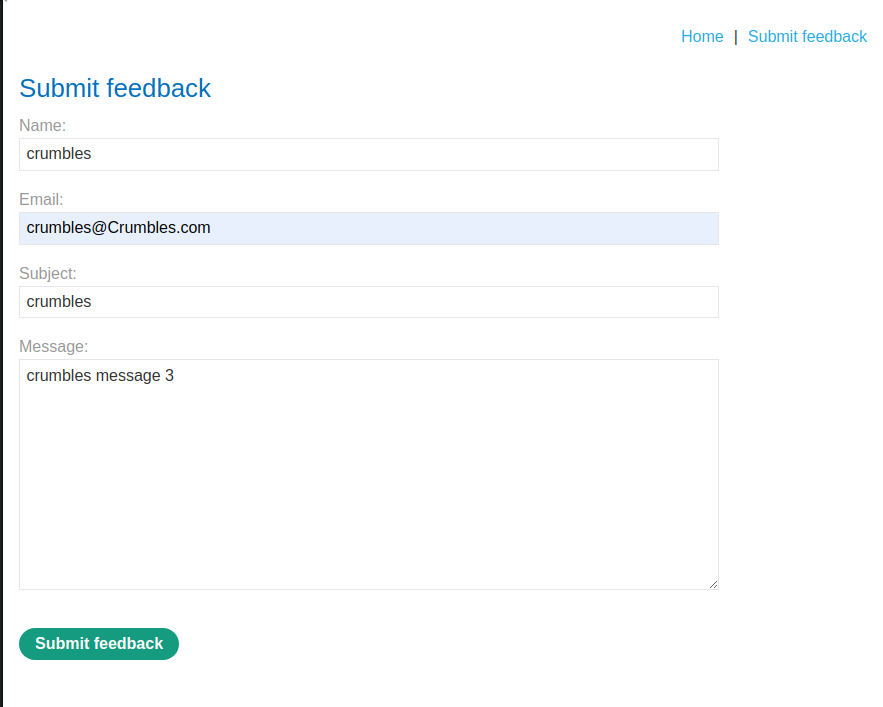 Home | Submit feedback
Submit feedback
Name:
crumbles
Email:
crumbles@Crumbles.com
Subject:
crumbles
Message:
crumbles message 3
Submit feedback